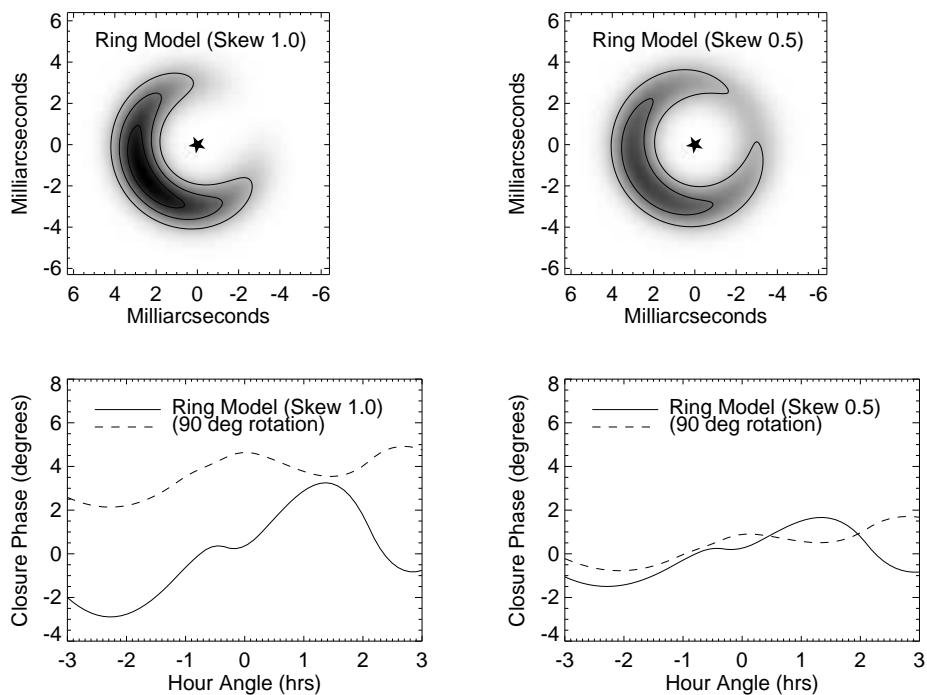 6
4
2
0
-2
-4
-6
Milliarcseconds
Ring Model (Skew 1.0)
6 4 2 0 -2 -4 -6
Milliarcseconds
6
4
2
0
-2
-4
-6
Milliarcseconds
Ring Model (Skew 0.5)
6 4 2 0 -2 -4 -6
Milliarcseconds
8
6
4
2
0
-2
-4
Closure Phase (degrees)
Ring Model (Skew 1.0)
(90 deg rotation)
-3 -2 -1 0 1 2 3
Hour Angle (hrs)
8
6
4
2
0
-2
-4
Closure Phase (degrees)
Ring Model (Skew 0.5)
(90 deg rotation)
-3 -2 -1 0 1 2 3
Hour Angle (hrs)